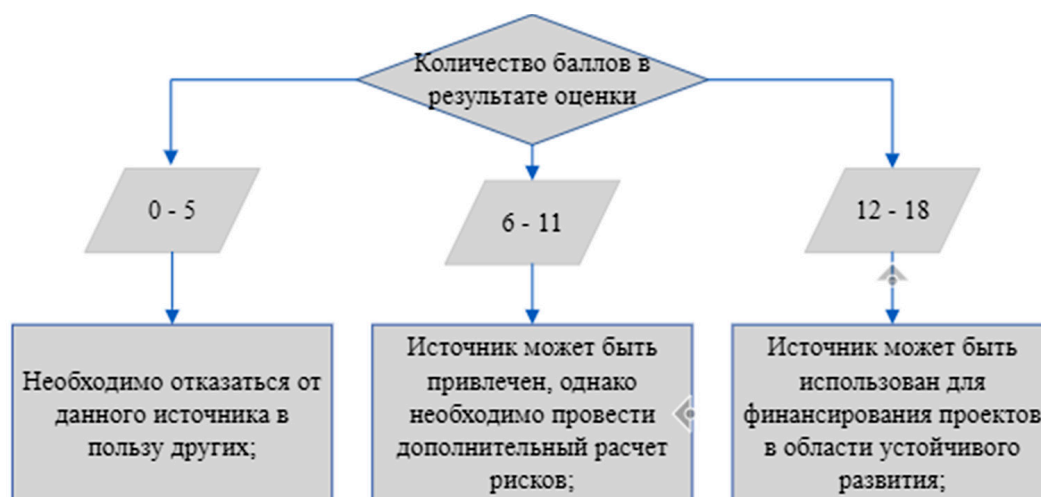 Количество баллов в
результате оценки
0 - 5
6 - 11
12 - 18
Необходимо отказаться от
данного источника в
пользу других;
Источник может быть
привлечен, однако
необходимо провести
дополнительный расчет
рисков;
Источник может быть
использован для
финансирования проектов
в области устойчивого
развития;